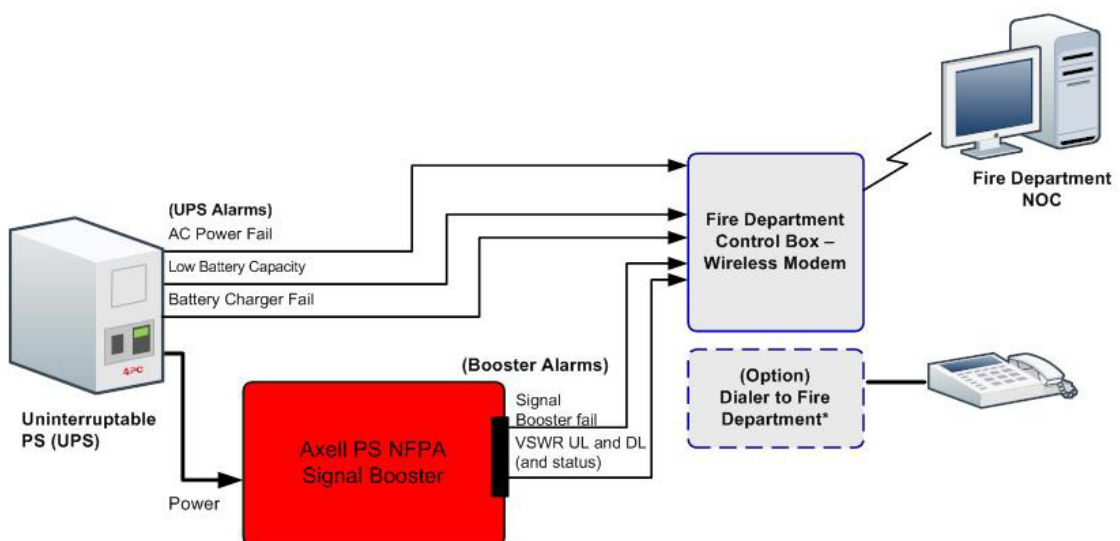 (UPS Alarms)
AC Power Fail
Low Battery Capacity
Battery Charger Fail
APC
Uninterruptable
PS (UPS)
Power
Axell PS NFPA
Signal Booster
(Booster Alarms)
Signal
Booster fail
VSWR UL and DL
(and status)
Fire Department
Control Box –
Wireless Modem
(Option)
Dialer to Fire
Department*
Fire Department
NOC